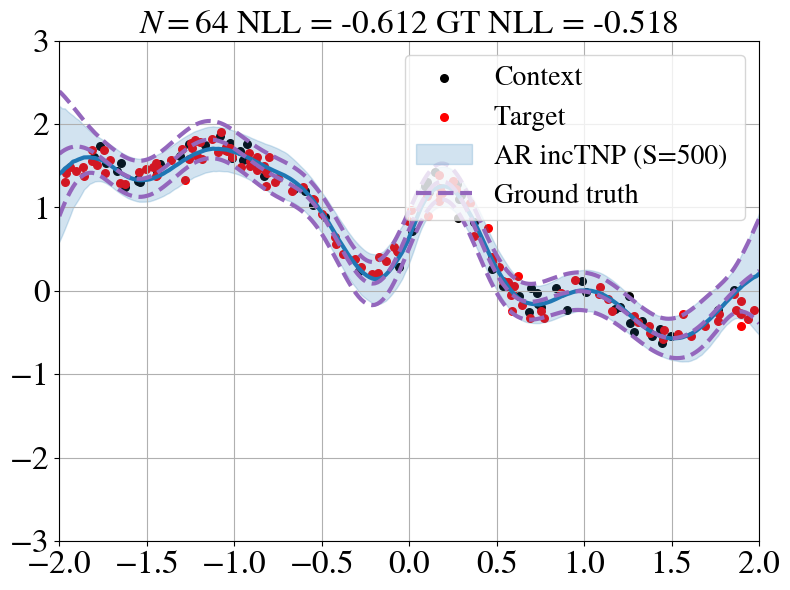 N = 64 NLL = -0.612 GT NLL = -0.518
Context
Target
AR incTNP (S=500)
Ground truth
3
2
1
0
−1
−2
−3
−2.0 −1.5 −1.0 −0.5 0.0 0.5 1.0 1.5 2.0